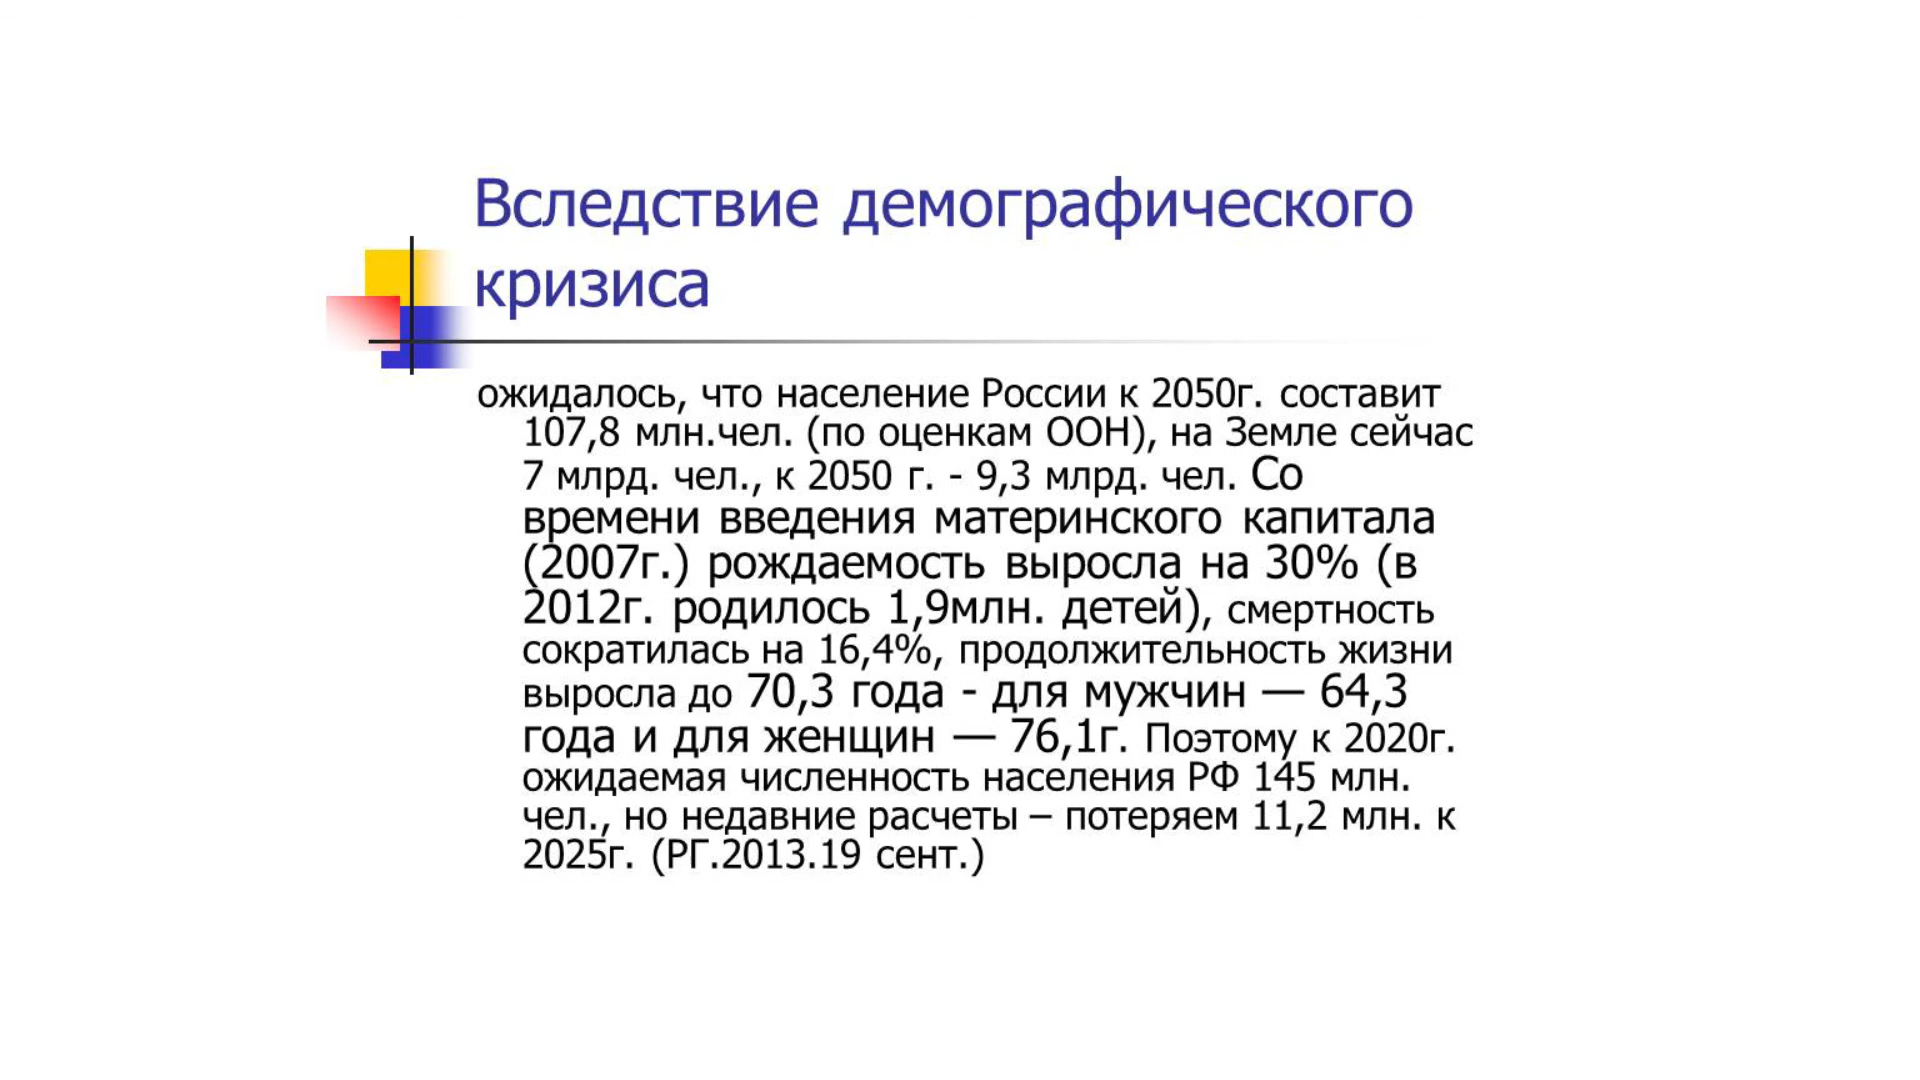 Вследствие демографического
кризиса
ожидалось, что население России к 2050г. составит
107,8 млн.чел. (по оценкам ООН), на Земле сейчас
7 млрд. чел., к 2050 г. - 9,3 млрд. чел. Со
времени введения материнского капитала
(2007г.) рождаемость выросла на 30% (в
2012г. родилось 1,9млн. детей), смертность
сократилась на 16,4%, продолжительность жизни
выросла до 70,3 года - для мужчин — 64,3
года и для женщин — 76,1г. Поэтому к 2020г.
ожидаемая численность населения РФ 145 млн.
чел., но недавние расчеты – потеряем 11,2 млн. к
2025г. (РГ.2013.19 сент.)